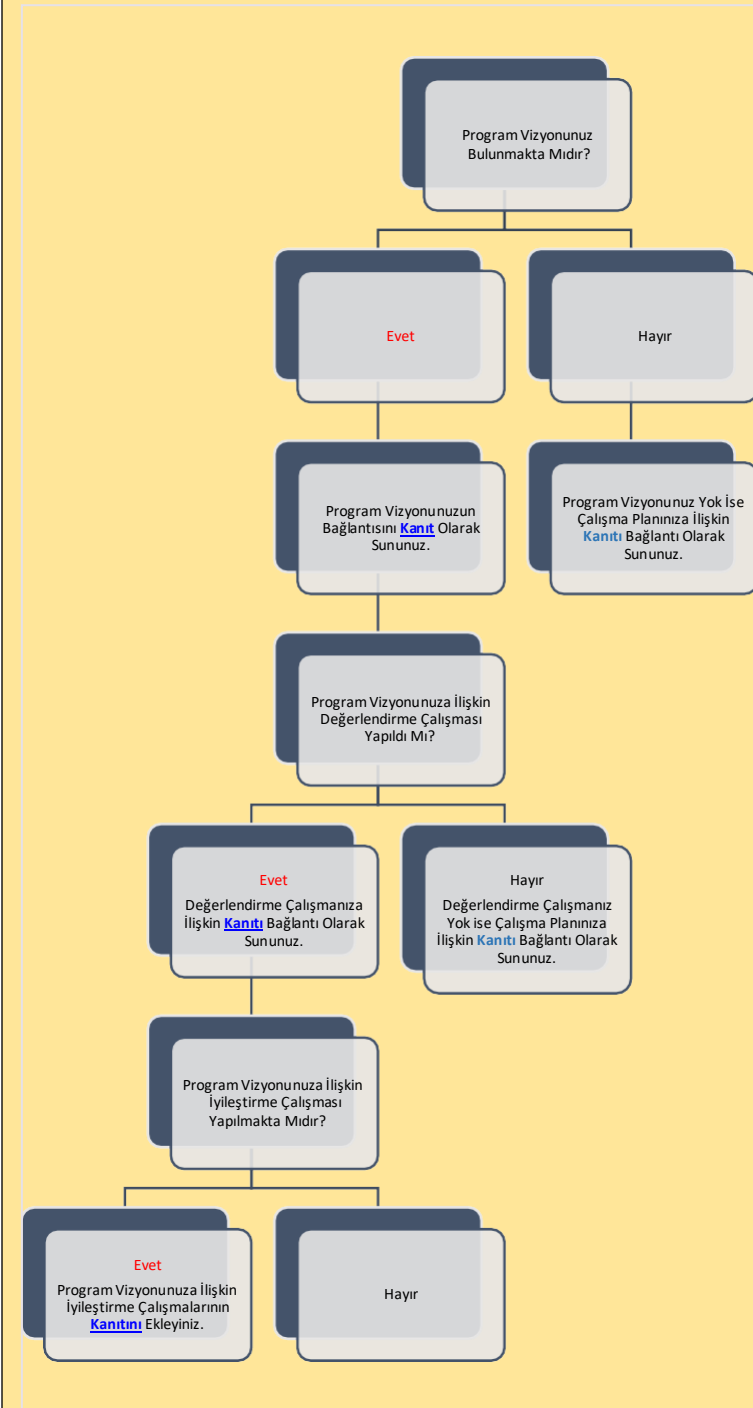 Program Vizyonunuz
Bulunmakta Mıdır?
Evet
Hayır
Program Vizyonunuzun
Bağlantısını Kanıt Olarak
Sununuz.
Program Vizyonunuz Yok İse
Çalışma Planınıza İlişkin
Kanıtı Bağlantı Olarak
Sununuz.
Program Vizyonunuza İlişkin
Değerlendirme Çalışması
Yapıldı Mı?
Evet
Değerlendirme Çalışmanıza
İlişkin Kanıtı Bağlantı Olarak
Sununuz.
Hayır
Değerlendirme Çalışmanız
Yok ise Çalışma Planınıza
İlişkin Kanıtı Bağlantı Olarak
Sununuz.
Program Vizyonunuza İlişkin
İyileştirme Çalışması
Yapılmakta Mıdır?
Evet
Program Vizyonunuza İlişkin
İyileştirme Çalışmalarının
Kanıtını Ekleyiniz.
Hayır